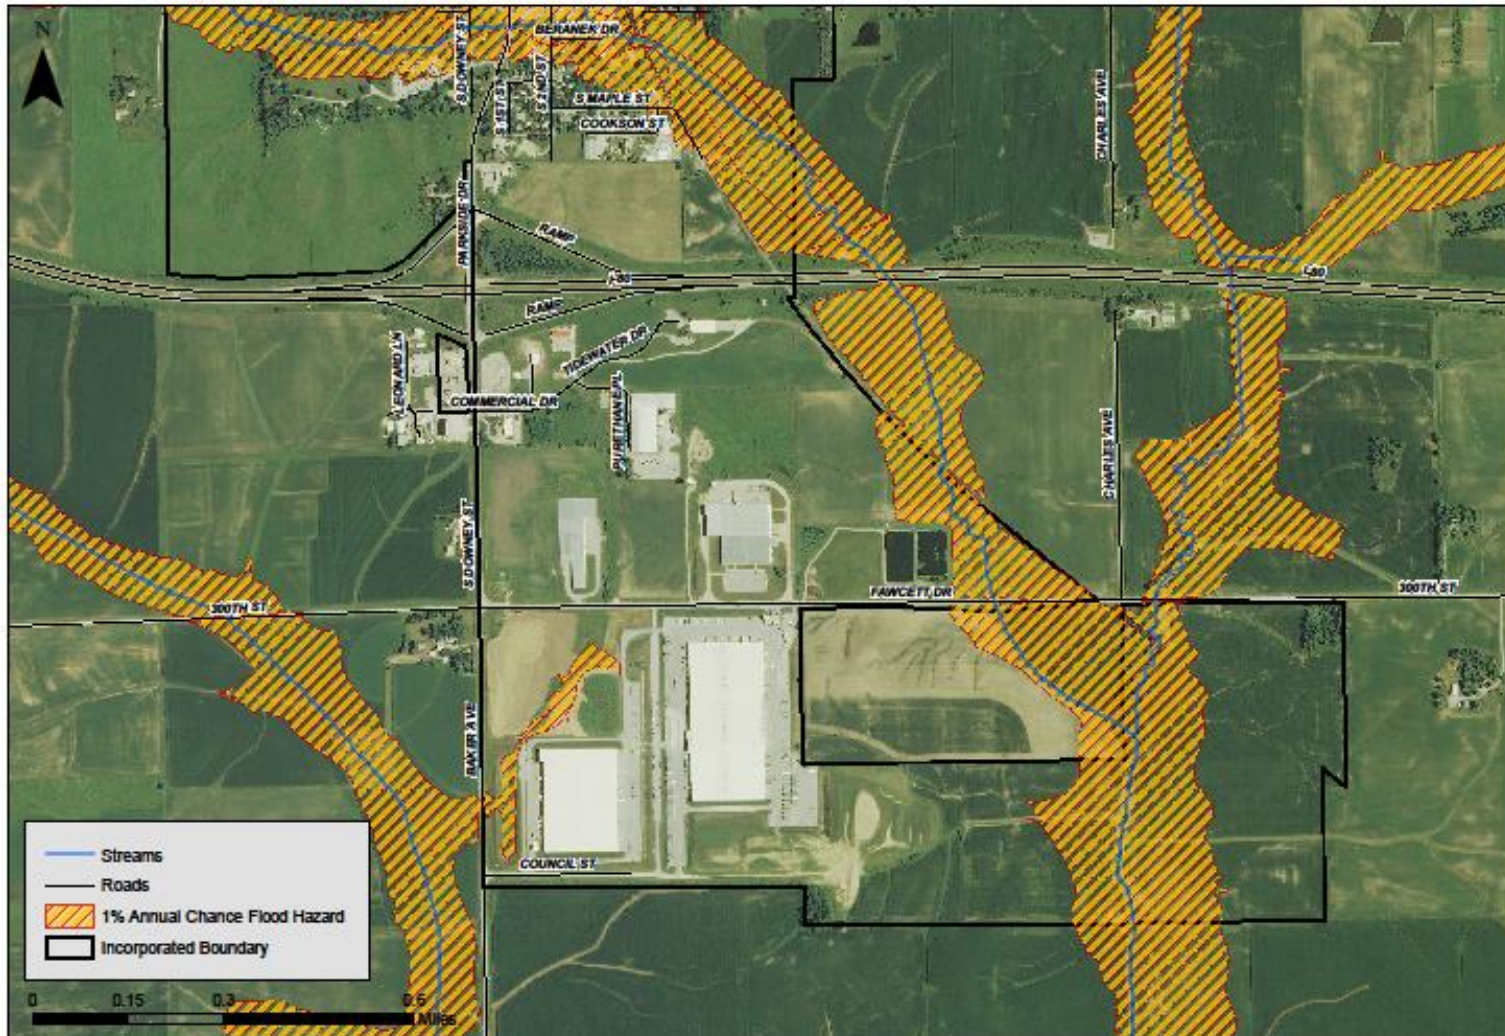 N
S DOWNEY ST
BERANEK DR
S 1ST ST
S 2ND ST
S MAPLE ST
COOKSON ST
CHARLES AVE
PARKSIDE DR
RAMP
I-80
I-80
RAMP
TIDEWATER DR
LEONARD LN
COMMERCIAL DR
PURETHANE PL
CHARLES AVE
S DOWNEY ST
300TH ST
FAWCETT DR
300TH ST
BAKER AVE
COUNCIL ST
Streams
Roads
1% Annual Chance Flood Hazard
Incorporated Boundary
0 0.15 0.3 0.6
Miles